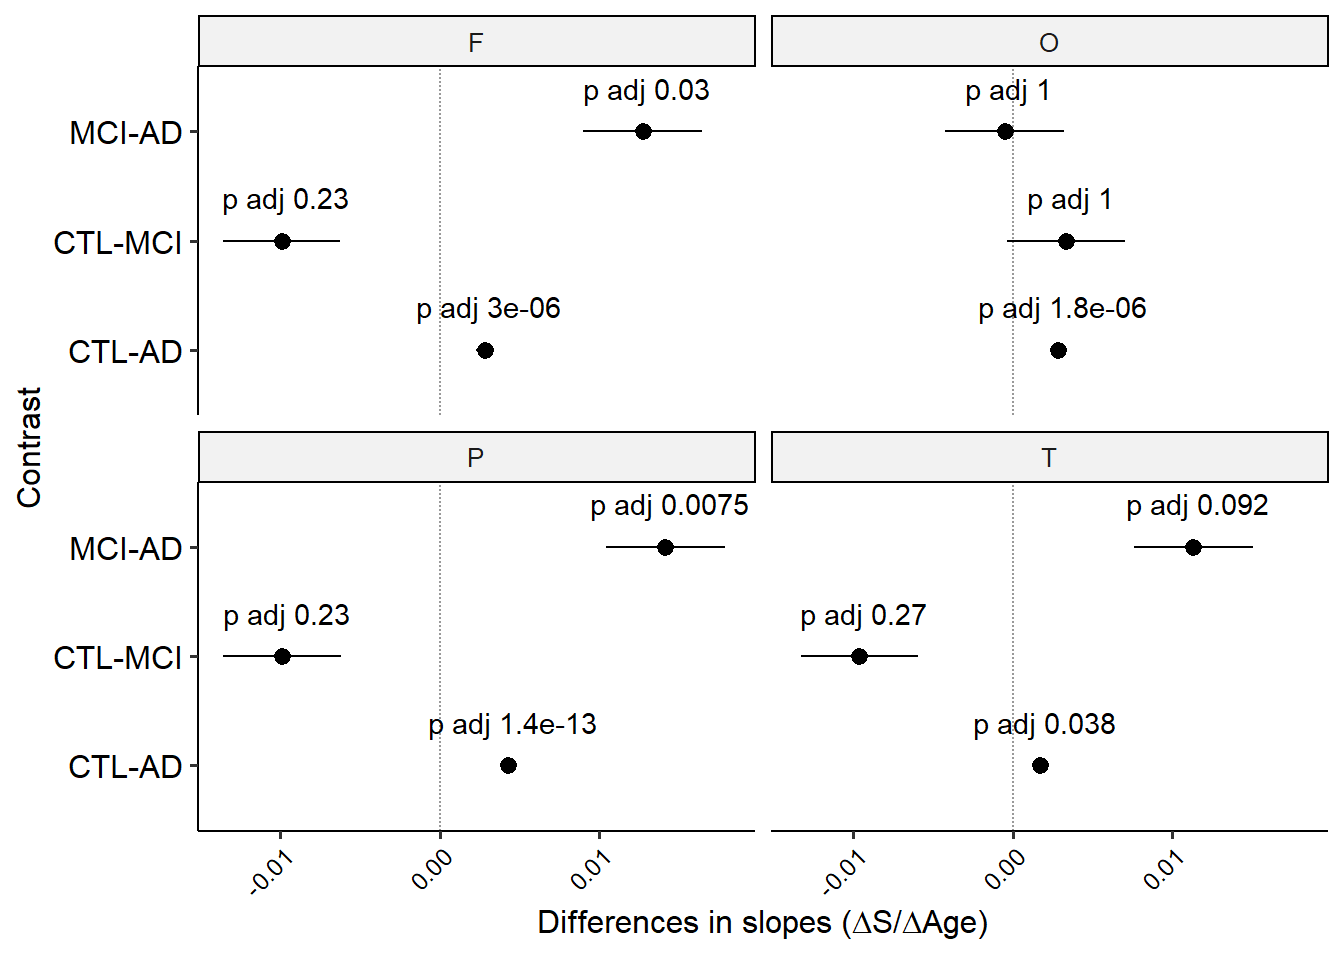 F
O
MCI-AD
p adj 0.03
p adj 1
CTL-MCI
p adj 0.23
p adj 1
CTL-AD
p adj 3e-06
p adj 1.8e-06
Contrast
P
T
MCI-AD
p adj 0.0075
p adj 0.092
CTL-MCI
p adj 0.23
p adj 0.27
CTL-AD
p adj 1.4e-13
p adj 0.038
-0.01
0.00
0.01
-0.01
0.00
0.01
Differences in slopes (ΔS/ΔAge)